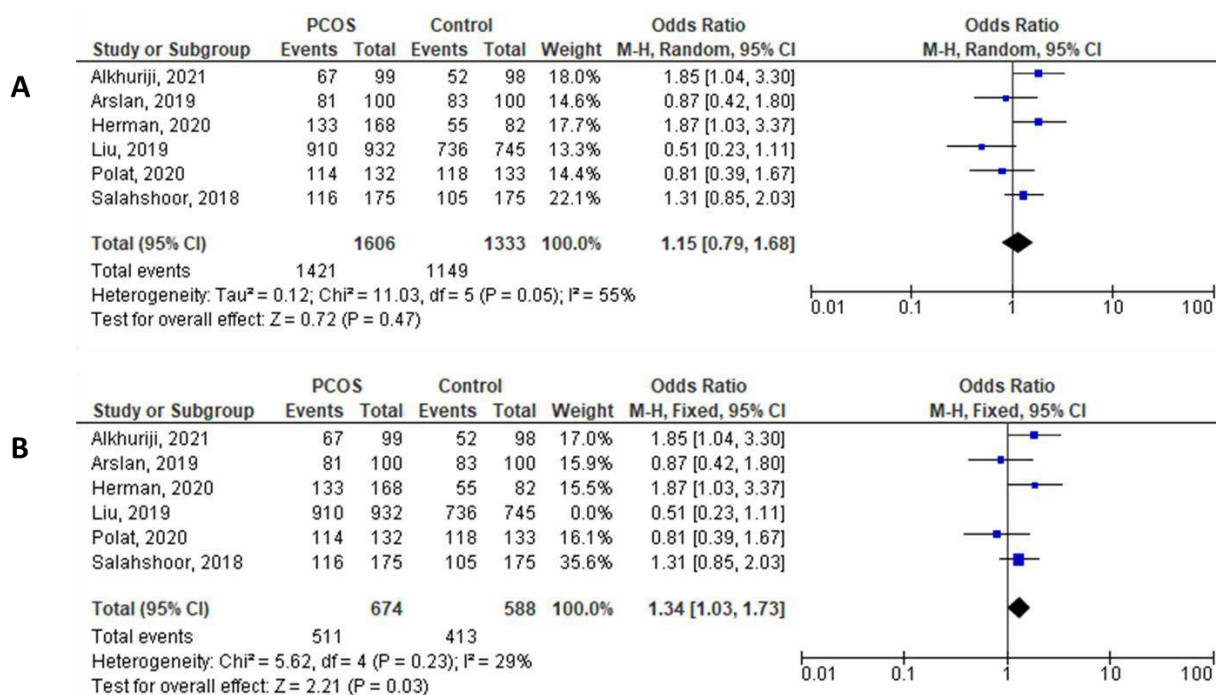 A
PCOS Control Odds Ratio Odds Ratio
Study or Subgroup Events Total Events Total Weight M-H, Random, 95% CI M-H, Random, 95% CI
Alkhuriji, 2021 67 99 52 98 18.0% 1.85 [1.04, 3.30]
Arslan, 2019 81 100 83 100 14.6% 0.87 [0.42, 1.80]
Herman, 2020 133 168 55 82 17.7% 1.87 [1.03, 3.37]
Liu, 2019 910 932 736 745 13.3% 0.51 [0.23, 1.11]
Polat, 2020 114 132 118 133 14.4% 0.81 [0.39, 1.67]
Salahshoor, 2018 116 175 105 175 22.1% 1.31 [0.85, 2.03]
Total (95% CI) 1606 1333 100.0% 1.15 [0.79, 1.68]
Total events 1421 1149
Heterogeneity: Tau² = 0.12; Chi² = 11.03, df = 5 (P = 0.05); I² = 55%
Test for overall effect: Z = 0.72 (P = 0.47)
0.01 0.1 1 10 100
B
PCOS Control Odds Ratio Odds Ratio
Study or Subgroup Events Total Events Total Weight M-H, Fixed, 95% CI M-H, Fixed, 95% CI
Alkhuriji, 2021 67 99 52 98 17.0% 1.85 [1.04, 3.30]
Arslan, 2019 81 100 83 100 15.9% 0.87 [0.42, 1.80]
Herman, 2020 133 168 55 82 15.5% 1.87 [1.03, 3.37]
Liu, 2019 910 932 736 745 0.0% 0.51 [0.23, 1.11]
Polat, 2020 114 132 118 133 16.1% 0.81 [0.39, 1.67]
Salahshoor, 2018 116 175 105 175 35.6% 1.31 [0.85, 2.03]
Total (95% CI) 674 588 100.0% 1.34 [1.03, 1.73]
Total events 511 413
Heterogeneity: Chi² = 5.62, df = 4 (P = 0.23); I² = 29%
Test for overall effect: Z = 2.21 (P = 0.03)
0.01 0.1 1 10 100